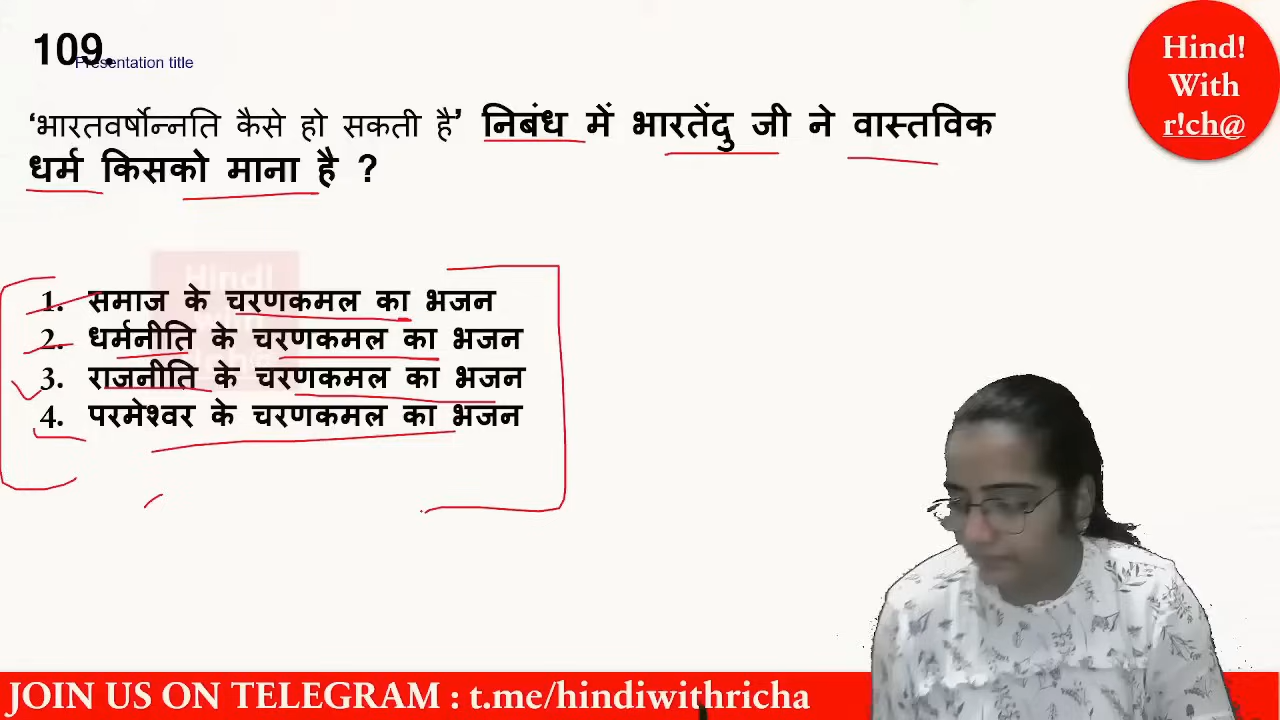 109.
Presentation title
Hind!
With
r!ch@
‘भारतवर्षोन्नति कैसे हो सकती है’ निबंध में भारतेंदु जी ने वास्तविक
धर्म किसको माना है ?
Hindi
1. समाज के चरणकमल का भजन
2. धर्मनीति के चरणकमल का भजन
3. राजनीति के चरणकमल का भजन
4. परमेश्वर के चरणकमल का भजन
JOIN US ON TELEGRAM : t.me/hindiwithricha